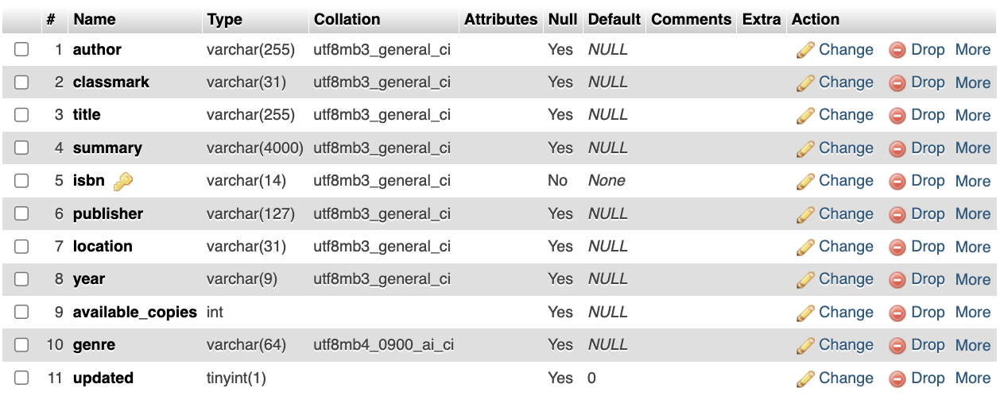 # Name Type Collation Attributes Null Default Comments Extra Action
1 author varchar(255) utf8mb3_general_ci Yes NULL Change Drop More
2 classmark varchar(31) utf8mb3_general_ci Yes NULL Change Drop More
3 title varchar(255) utf8mb3_general_ci Yes NULL Change Drop More
4 summary varchar(4000) utf8mb3_general_ci Yes NULL Change Drop More
5 isbn varchar(14) utf8mb3_general_ci No None Change Drop More
6 publisher varchar(127) utf8mb3_general_ci Yes NULL Change Drop More
7 location varchar(31) utf8mb3_general_ci Yes NULL Change Drop More
8 year varchar(9) utf8mb3_general_ci Yes NULL Change Drop More
9 available_copies int Yes NULL Change Drop More
10 genre varchar(64) utf8mb4_0900_ai_ci Yes NULL Change Drop More
11 updated tinyint(1) Yes 0 Change Drop More